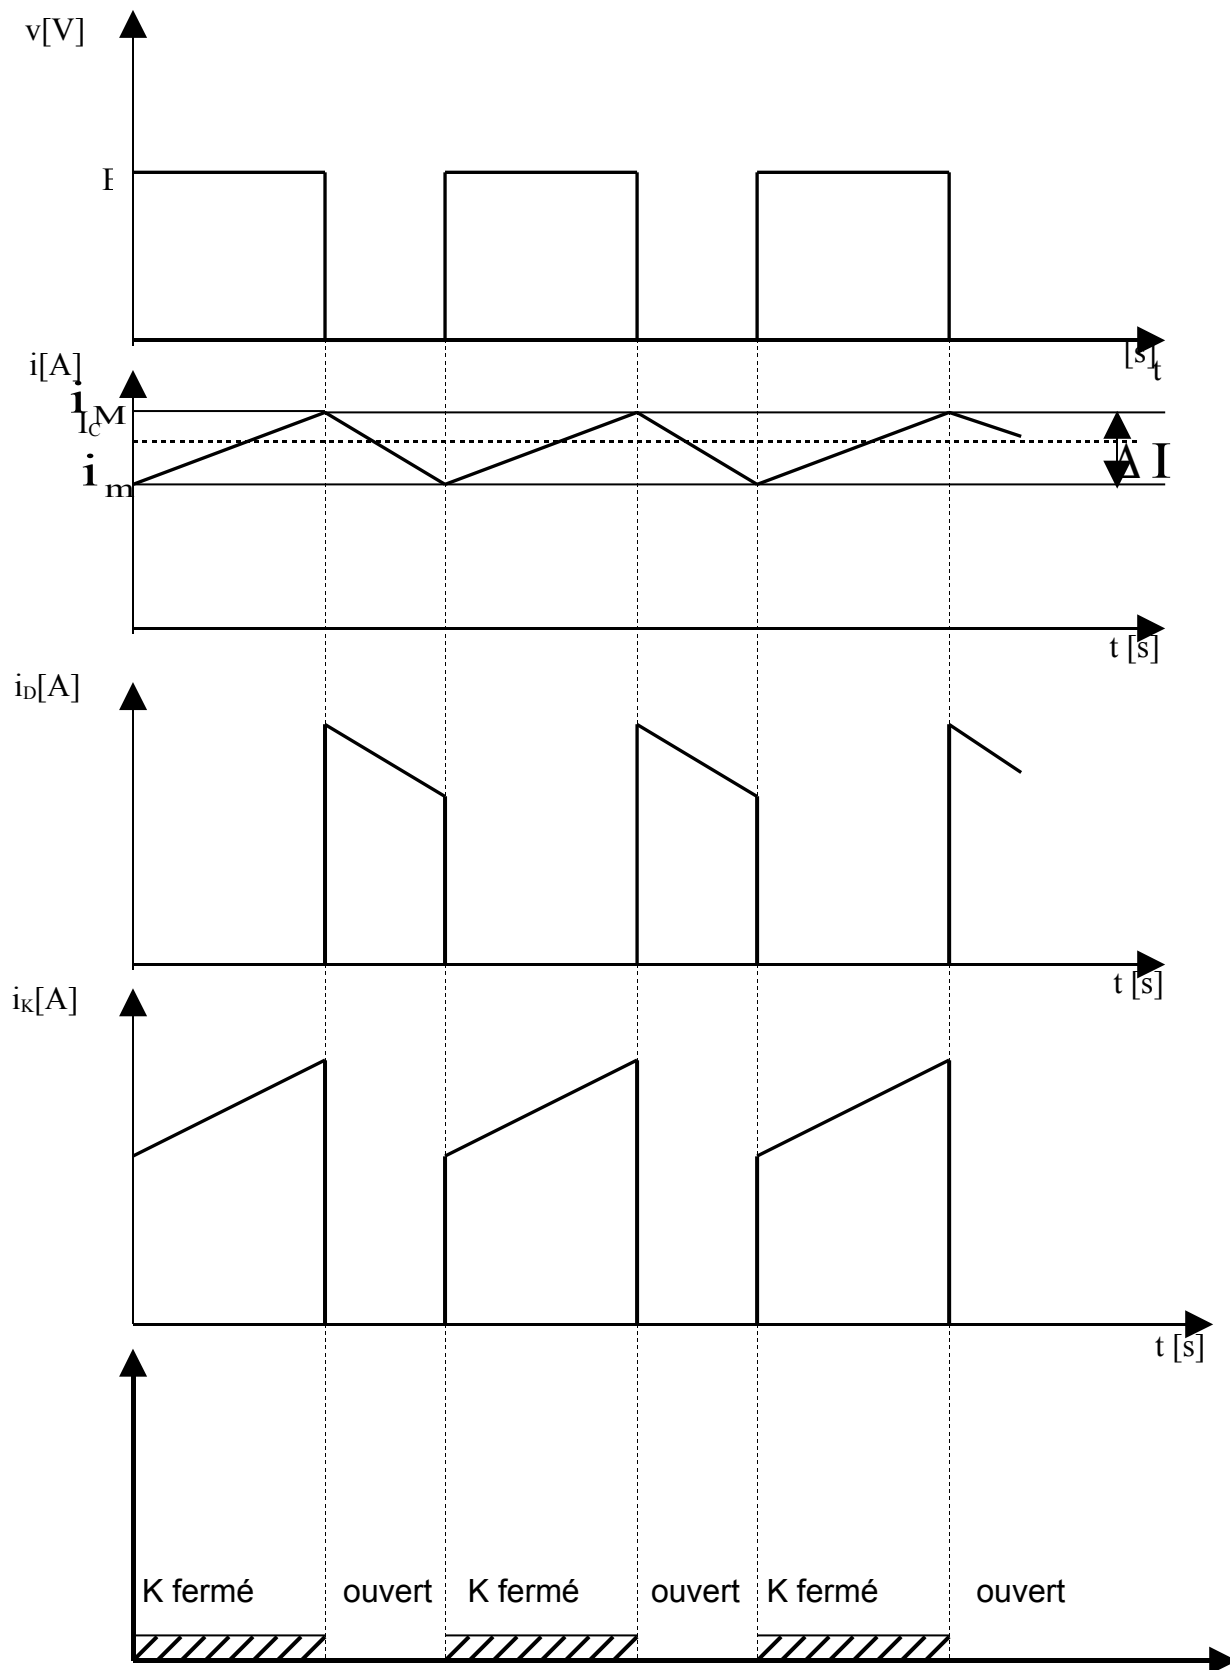 v[V]
E
[s] t
i[A]
i M
I C
i m
Δ I
t [s]
i D [A]
t [s]
i K [A]
t [s]
K fermé ouvert K fermé ouvert K fermé ouvert